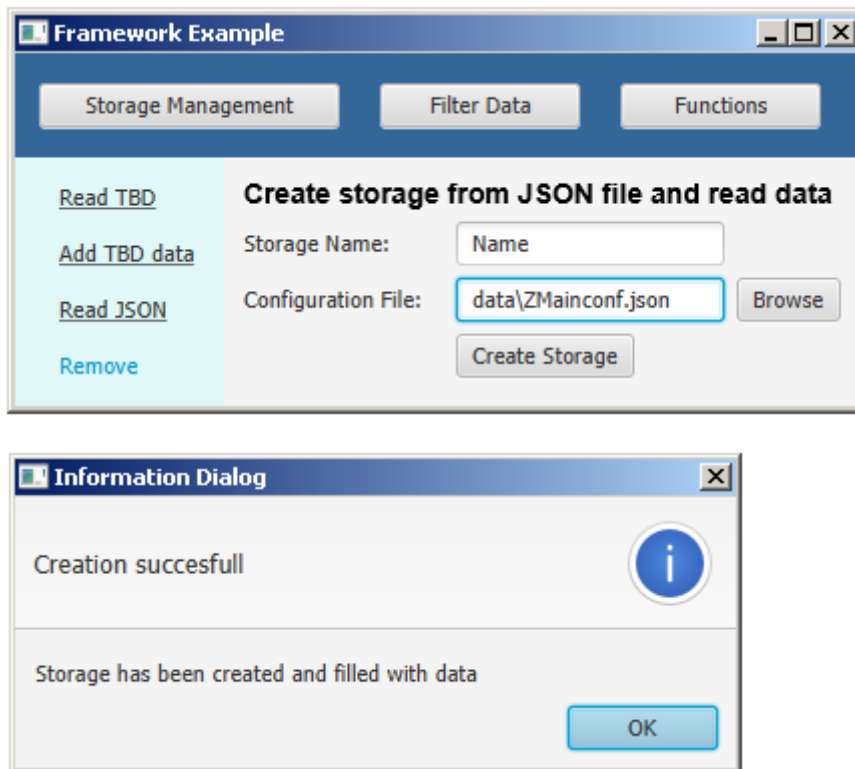 Framework Example
Storage Management Filter Data Functions
Read TBD
Add TBD data
Read JSON
Remove
Create storage from JSON file and read data
Storage Name: Name
Configuration File: data\ZMainconf.json Browse
Create Storage
Information Dialog
Creation succesfull
i
Storage has been created and filled with data
OK